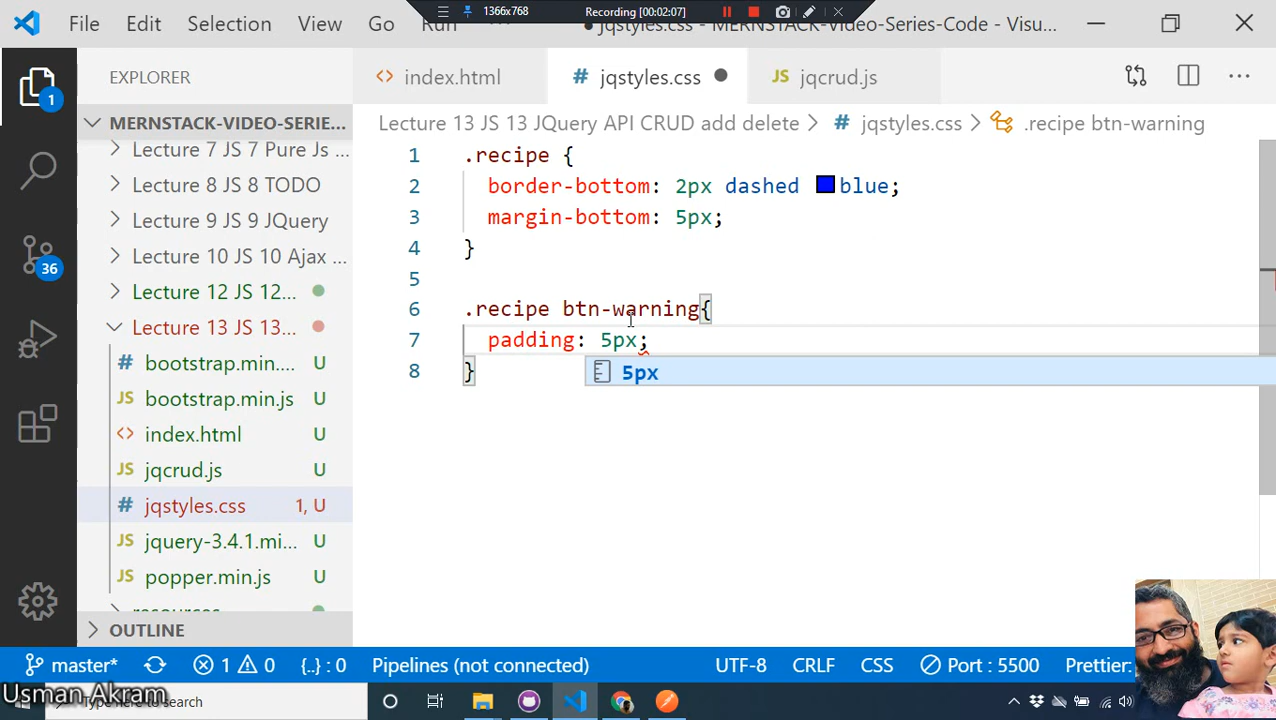 1366x768
Recording [00:02:07]
File Edit Selection View Go Run
● jqstyles.css - MERNSTACK-Video-Series-Code - Visu...
EXPLORER
index.html
# jqstyles.css
JS jqcrud.js
1
MERNSTACK-VIDEO-SERIE...
Lecture 13 JS 13 JQuery API CRUD add delete > # jqstyles.css > .recipe btn-warning
Lecture 7 JS 7 Pure Js ...
Lecture 8 JS 8 TODO
Lecture 9 JS 9 JQuery
Lecture 10 JS 10 Ajax ...
36
Lecture 12 JS 12...
Lecture 13 JS 13...
bootstrap.min.... U
JS bootstrap.min.js U
index.html U
JS jqcrud.js U
# jqstyles.css 1, U
JS jquery-3.4.1.mi... U
JS popper.min.js U
resources
OUTLINE
1 .recipe {
2 border-bottom: 2px dashed blue;
3 margin-bottom: 5px;
4 }
5
6 .recipe btn-warning{
7 padding: 5px;
8 }
5px
master* 1 0 {..} : 0 Pipelines (not connected) UTF-8 CRLF CSS Port : 5500 Prettier:
Usman Akram
Type here to search